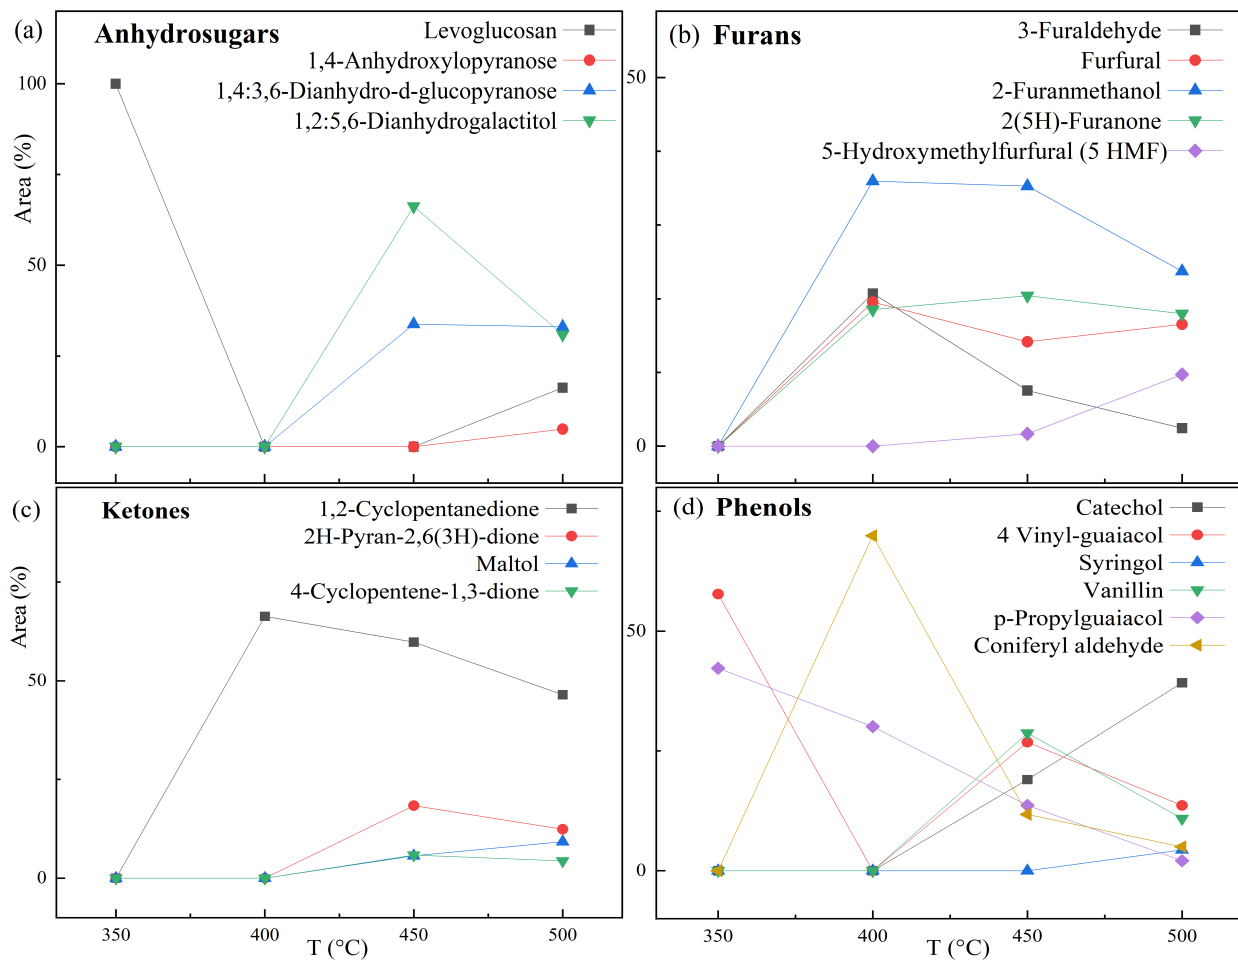 (a) Anhydrosugars
Levoglucosan
1,4-Anhydroxylopyranose
1,4:3,6-Dianhydro-d-glucopyranose
1,2:5,6-Dianhydrogalactitol
100
50
0
Area (%)
(b) Furans
3-Furaldehyde
Furfural
2-Furanmethanol
2(5H)-Furanone
5-Hydroxymethylfurfural (5 HMF)
50
0
(c) Ketones
1,2-Cyclopentanedione
2H-Pyran-2,6(3H)-dione
Maltol
4-Cyclopentene-1,3-dione
50
0
Area (%)
350 400 450 500
T (°C)
(d) Phenols
Catechol
4 Vinyl-guaiacol
Syringol
Vanillin
p-Propylguaiacol
Coniferyl aldehyde
50
0
350 400 450 500
T (°C)